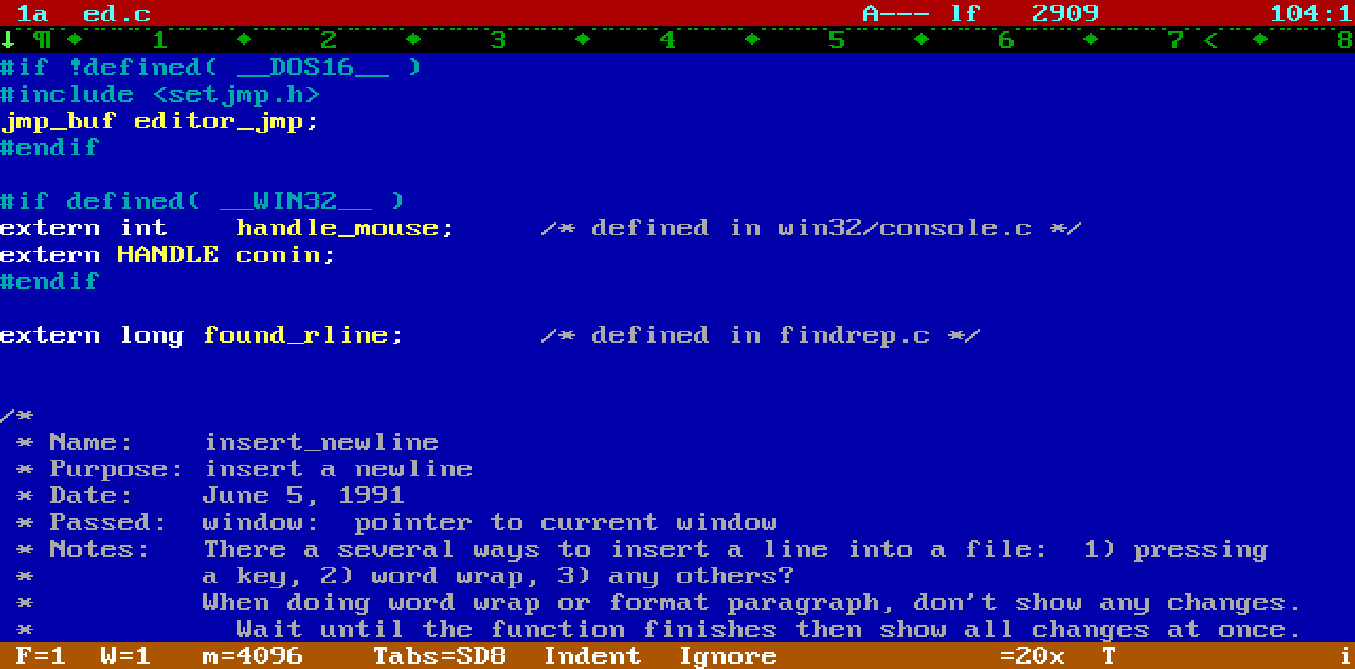 1a ed.c A--- lf 2909 104:1
↓ ¶ ◆ 1 ◆ 2 ◆ 3 ◆ 4 ◆ 5 ◆ 6 ◆ 7 < ◆ 8
#if !defined( __DOS16__ )
#include <setjmp.h>
jmp_buf editor_jmp;
#endif
#if defined( __WIN32__ )
extern int    handle_mouse;     /* defined in win32/console.c */
extern HANDLE conin;
#endif
extern long found_rline;        /* defined in findrep.c */
/*
 * Name:    insert_newline
 * Purpose: insert a newline
 * Date:    June 5, 1991
 * Passed:  window:  pointer to current window
 * Notes:   There a several ways to insert a line into a file:  1) pressing
 *          a key, 2) word wrap, 3) any others?
 *          When doing word wrap or format paragraph, don't show any changes.
 *            Wait until the function finishes then show all changes at once.
F=1 W=1 m=4096 Tabs=SD8 Indent Ignore =20x T i